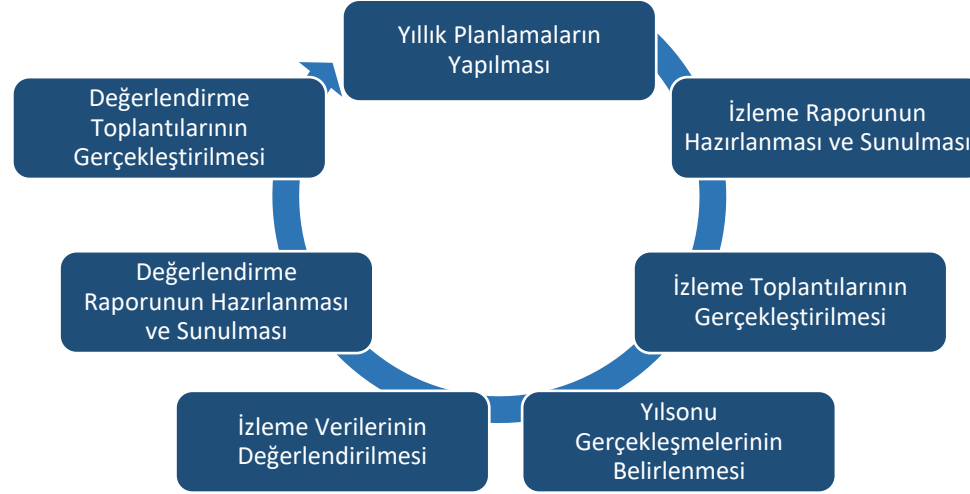 Yıllık Planlamaların
Yapılması
İzleme Raporunun
Hazırlanması ve Sunulması
İzleme Toplantılarının
Gerçekleştirilmesi
Yılsonu
Gerçekleşmelerinin
Belirlenmesi
İzleme Verilerinin
Değerlendirilmesi
Değerlendirme
Raporunun Hazırlanması
ve Sunulması
Değerlendirme
Toplantılarının
Gerçekleştirilmesi